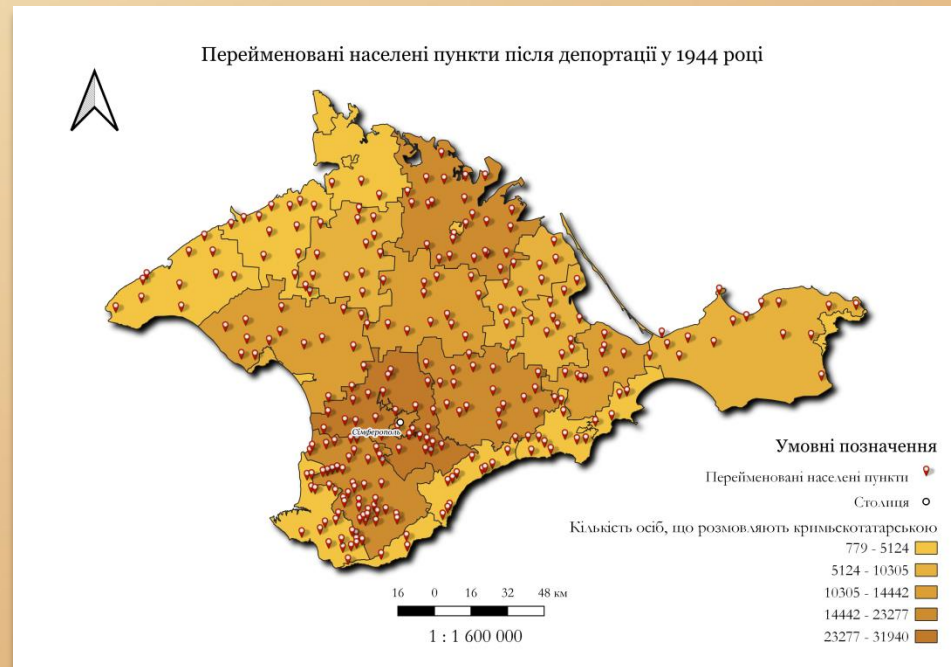 Перейменовані населені пункти після депортації у 1944 році
Сімферополь
Умовні позначення
Перейменовані населені пункти
Столиця
Кількість осіб, що розмовляють кримськотатарською
779 - 5124
5124 - 10305
10305 - 14442
14442 - 23277
23277 - 31940
16 0 16 32 48 км
1 : 1 600 000